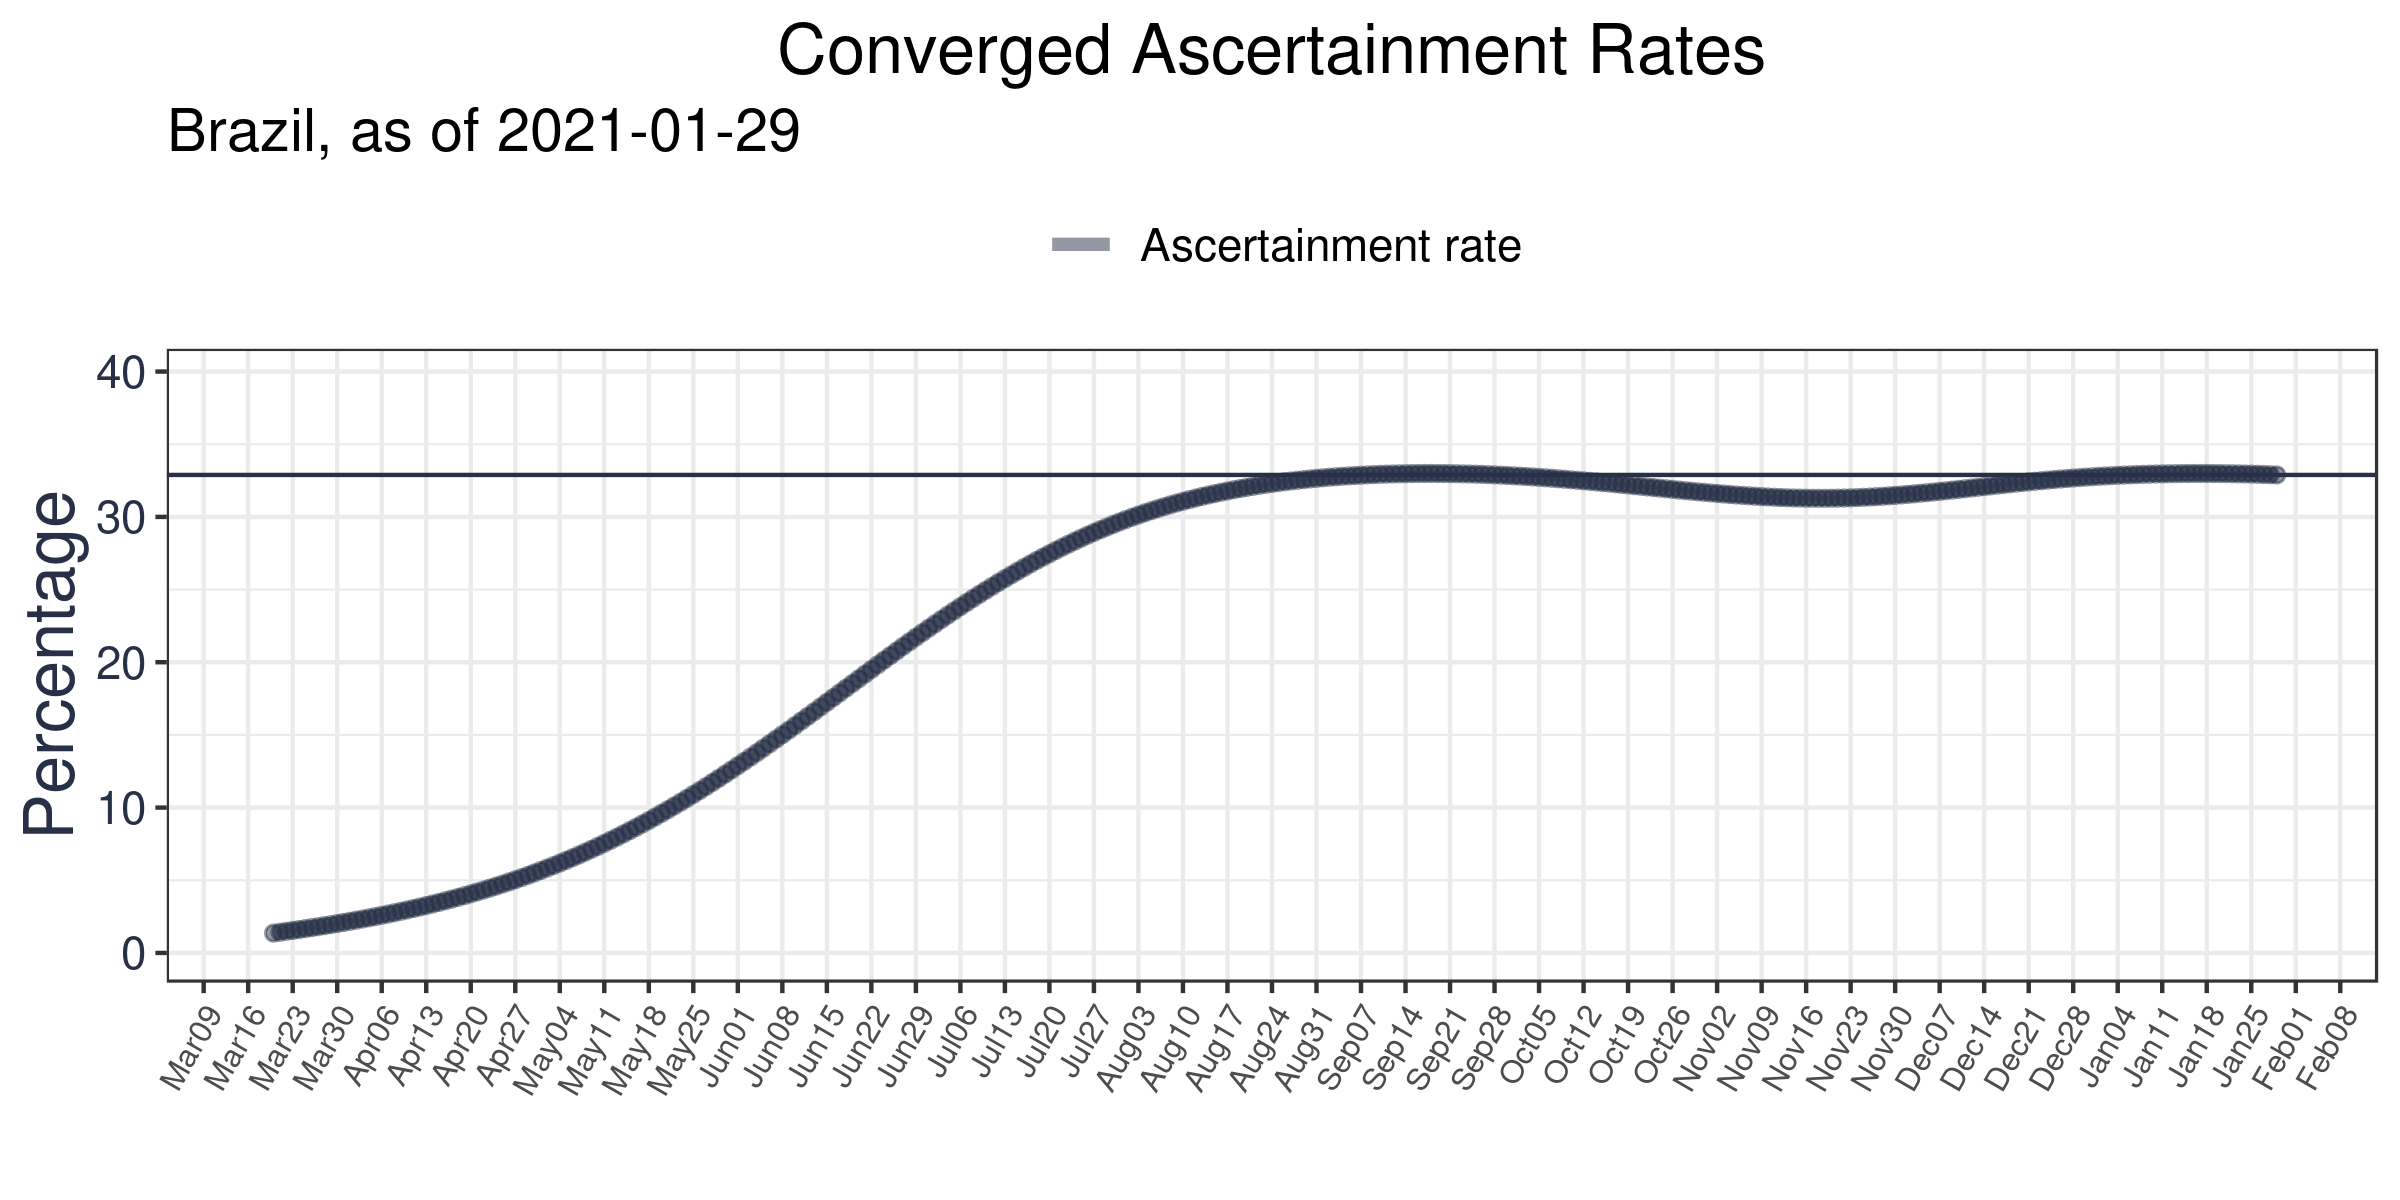 Converged Ascertainment Rates
Brazil, as of 2021-01-29
Ascertainment rate
Percentage
40
30
20
10
0
Mar09 Mar16 Mar23 Mar30 Apr06 Apr13 Apr20 Apr27 May04 May11 May18 May25 Jun01 Jun08 Jun15 Jun22 Jun29 Jul06 Jul13 Jul20 Jul27 Aug03 Aug10 Aug17 Aug24 Aug31 Sep07 Sep14 Sep21 Sep28 Oct05 Oct12 Oct19 Oct26 Nov02 Nov09 Nov16 Nov23 Nov30 Dec07 Dec14 Dec21 Dec28 Jan04 Jan11 Jan18 Jan25 Feb01 Feb08